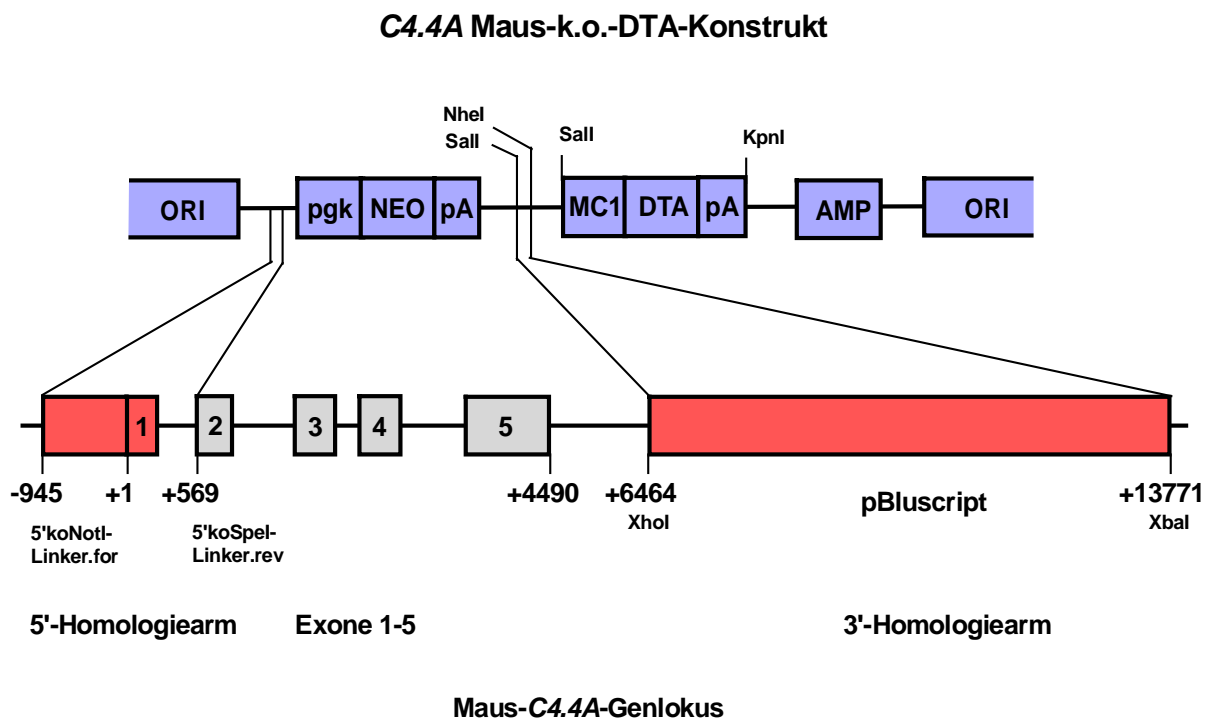 C4.4A Maus-k.o.-DTA-Konstrukt
NheI
SalI
SalI
KpnI
ORI
pgk
NEO
pA
MC1
DTA
pA
AMP
ORI
1
2
3
4
5
-945
+1
+569
+4490
+6464
pBluscript
+13771
XhoI
XbaI
5'koNotI-
Linker.for
5'koSpeI-
Linker.rev
5'-Homologiearm
Exone 1-5
3'-Homologiearm
Maus-C4.4A-Genlokus